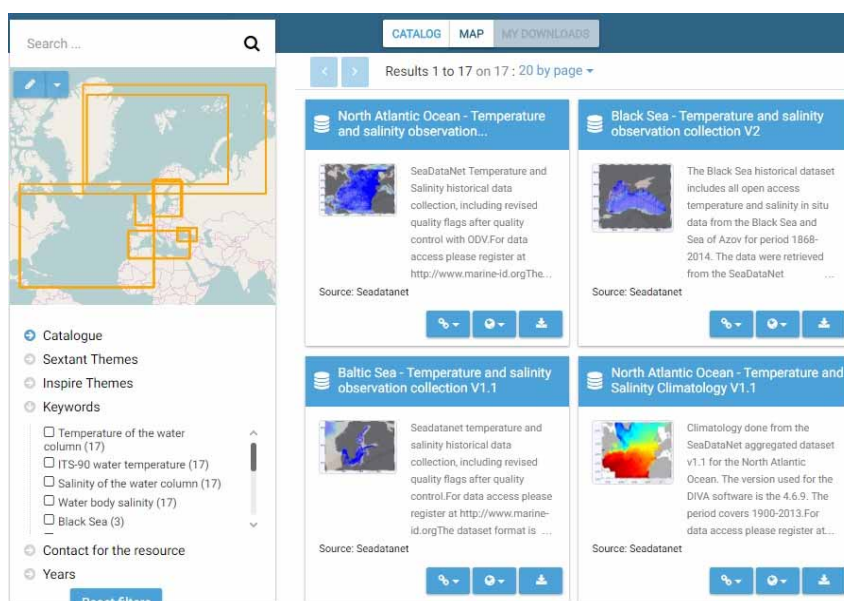 Search ...
CATALOG MAP MY DOWNLOADS
Results 1 to 17 on 17 : 20 by page
North Atlantic Ocean - Temperature
and salinity observation...
SeaDataNet Temperature and
Salinity historical data
collection, including revised
quality flags after quality
control with ODV.For data
access please register at
http://www.marine-id.orgThe...
Source: Seadatanet
Black Sea - Temperature and salinity
observation collection V2
The Black Sea historical dataset
includes all open access
temperature and salinity in situ
data from the Black Sea and
Sea of Azov for period 1868-
2014. The data were retrieved
from the SeaDataNet ...
Source: Seadatanet
Catalogue
Sextant Themes
Inspire Themes
Keywords
Temperature of the water
column (17)
ITS-90 water temperature (17)
Salinity of the water column (17)
Water body salinity (17)
Black Sea (3)
Contact for the resource
Years
Reset filters
Baltic Sea - Temperature and salinity
observation collection V1.1
Seadatanet temperature and
salinity historical data
collection, including revised
quality flags after quality
control.For data access please
register at http://www.marine-
id.orgThe dataset format is ...
Source: Seadatanet
North Atlantic Ocean - Temperature and
Salinity Climatology V1.1
Climatology done from the
SeaDataNet aggregated dataset
v1.1 for the North Atlantic
Ocean. The version used for the
DIVA software is the 4.6.9. The
period covers 1900-2013.For
data access please register at...
Source: Seadatanet